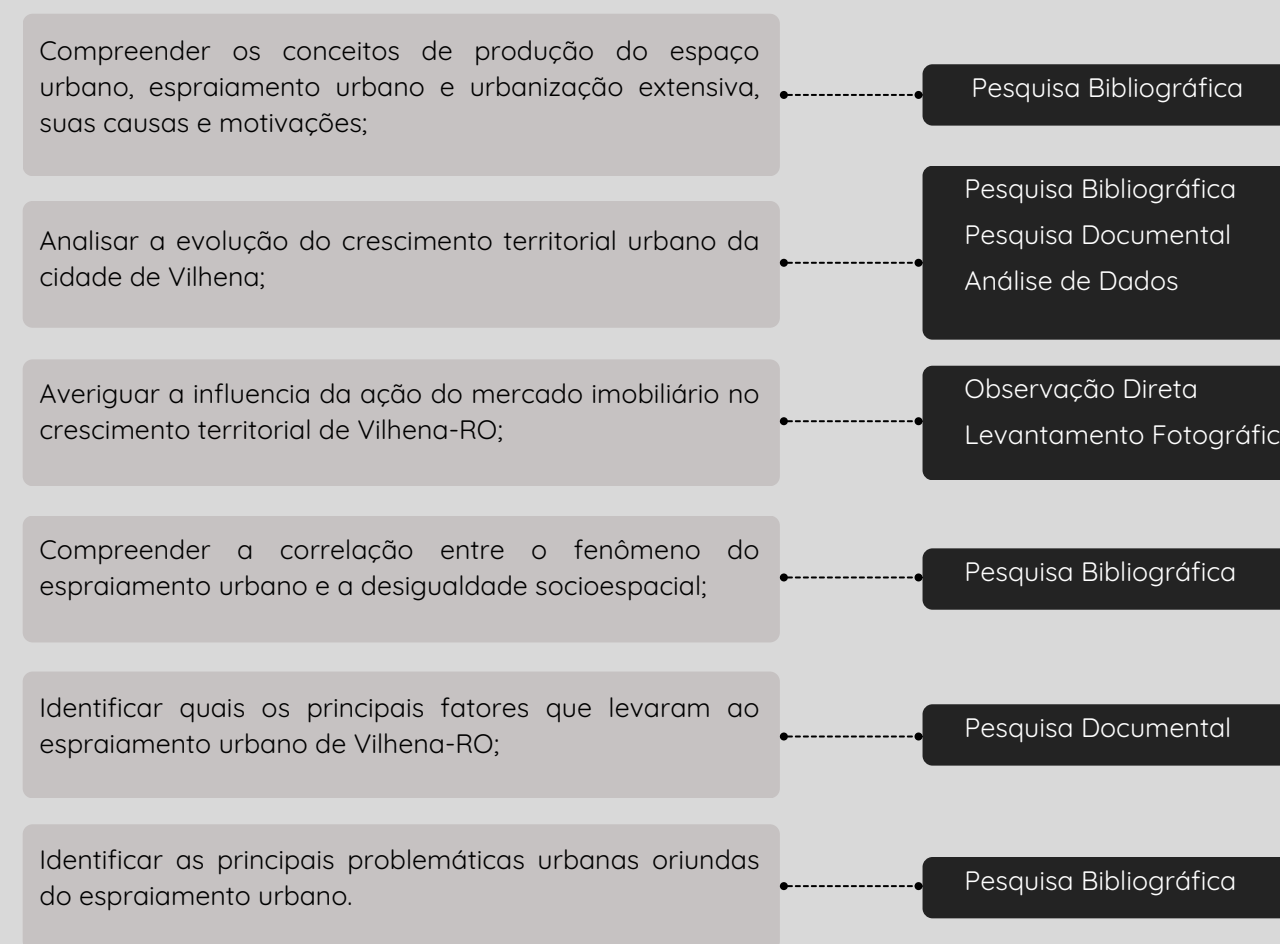 Compreender os conceitos de produção do espaço
urbano, espraiamento urbano e urbanização extensiva,
suas causas e motivações;
Pesquisa Bibliográfica
Analisar a evolução do crescimento territorial urbano da
cidade de Vilhena;
Pesquisa Bibliográfica
Pesquisa Documental
Análise de Dados
Averiguar a influencia da ação do mercado imobiliário no
crescimento territorial de Vilhena-RO;
Observação Direta
Levantamento Fotográfic
Compreender a correlação entre o fenômeno do
espraiamento urbano e a desigualdade socioespacial;
Pesquisa Bibliográfica
Identificar quais os principais fatores que levaram ao
espraiamento urbano de Vilhena-RO;
Pesquisa Documental
Identificar as principais problemáticas urbanas oriundas
do espraiamento urbano.
Pesquisa Bibliográfica